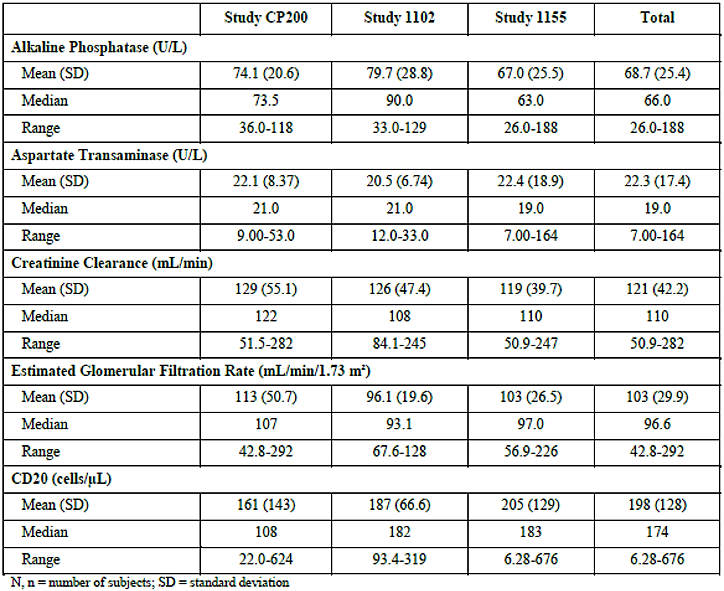 Study CP200 Study 1102 Study 1155 Total
Alkaline Phosphatase (U/L)
Mean (SD) 74.1 (20.6) 79.7 (28.8) 67.0 (25.5) 68.7 (25.4)
Median 73.5 90.0 63.0 66.0
Range 36.0-118 33.0-129 26.0-188 26.0-188
Aspartate Transaminase (U/L)
Mean (SD) 22.1 (8.37) 20.5 (6.74) 22.4 (18.9) 22.3 (17.4)
Median 21.0 21.0 19.0 19.0
Range 9.00-53.0 12.0-33.0 7.00-164 7.00-164
Creatinine Clearance (mL/min)
Mean (SD) 129 (55.1) 126 (47.4) 119 (39.7) 121 (42.2)
Median 122 108 110 110
Range 51.5-282 84.1-245 50.9-247 50.9-282
Estimated Glomerular Filtration Rate (mL/min/1.73 m²)
Mean (SD) 113 (50.7) 96.1 (19.6) 103 (26.5) 103 (29.9)
Median 107 93.1 97.0 96.6
Range 42.8-292 67.6-128 56.9-226 42.8-292
CD20 (cells/µL)
Mean (SD) 161 (143) 187 (66.6) 205 (129) 198 (128)
Median 108 182 183 174
Range 22.0-624 93.4-319 6.28-676 6.28-676
N, n = number of subjects; SD = standard deviation